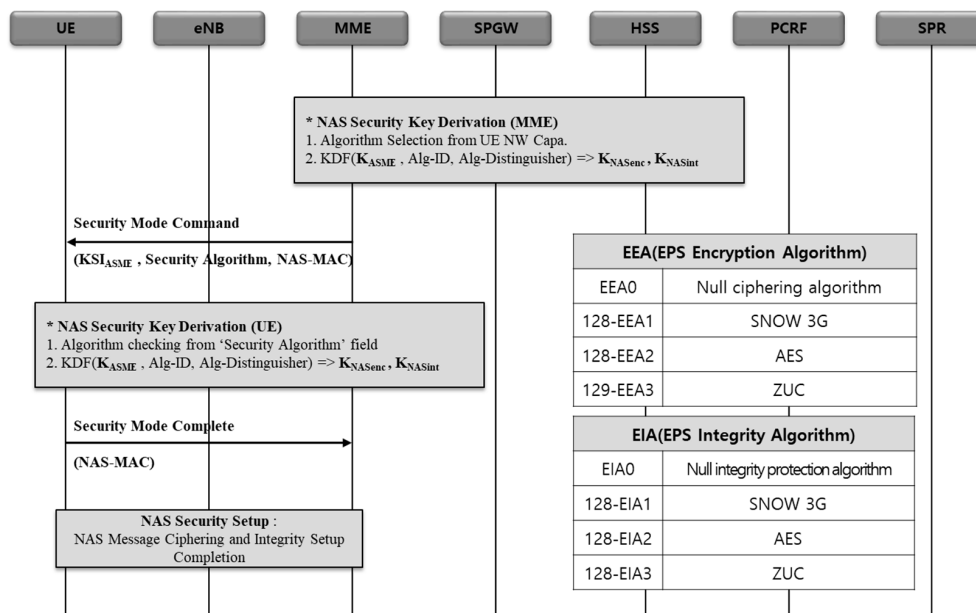 UE eNB MME SPGW HSS PCRF SPR
* NAS Security Key Derivation (MME)
1. Algorithm Selection from UE NW Capa.
2. KDF(KASME , Alg-ID, Alg-Distinguisher) => KNASenc , KNASint
Security Mode Command
(KSIASME , Security Algorithm, NAS-MAC)
* NAS Security Key Derivation (UE)
1. Algorithm checking from ‘Security Algorithm’ field
2. KDF(KASME , Alg-ID, Alg-Distinguisher) => KNASenc , KNASint
Security Mode Complete
(NAS-MAC)
NAS Security Setup :
NAS Message Ciphering and Integrity Setup
Completion
EEA(EPS Encryption Algorithm)
EEA0 Null ciphering algorithm
128-EEA1 SNOW 3G
128-EEA2 AES
129-EEA3 ZUC
EIA(EPS Integrity Algorithm)
EIA0 Null integrity protection algorithm
128-EIA1 SNOW 3G
128-EIA2 AES
128-EIA3 ZUC